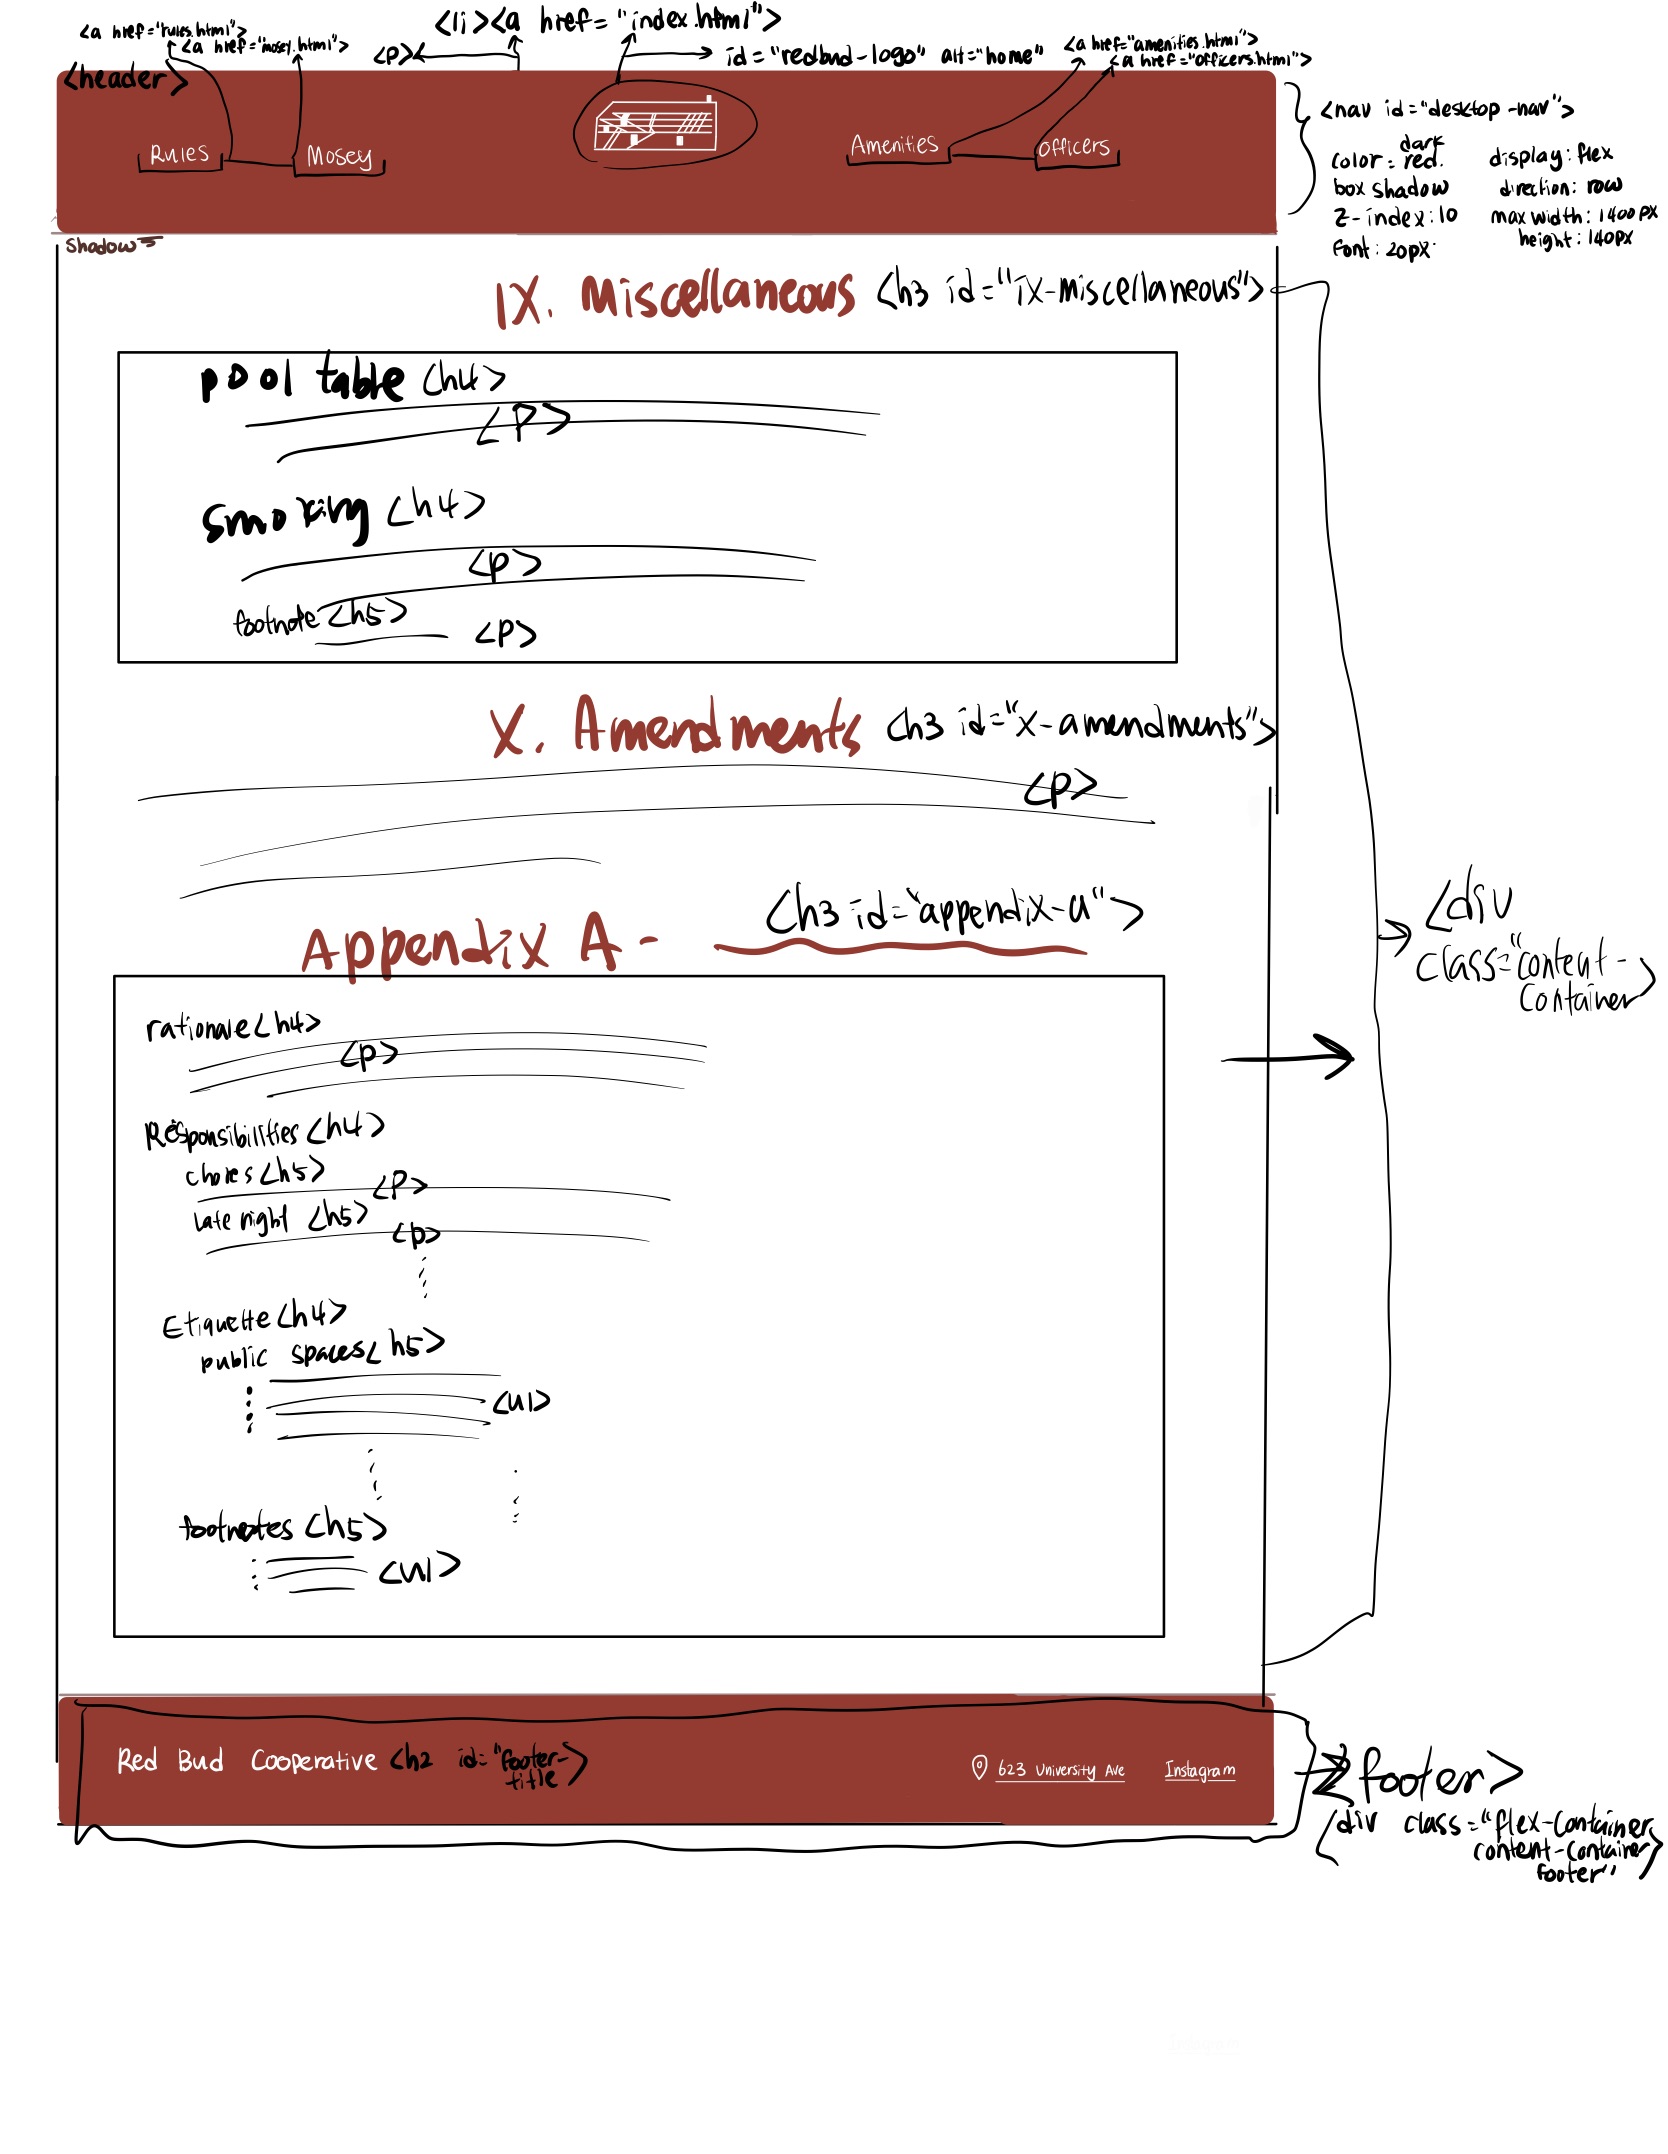 <a href="rules.html">
<a href="mosey.html">
<li><a href="index.html">
<p>
id="redbud-logo" alt="home"
<a href="amenities.html">
<a href="officers.html">
<header>
Rules
Mosey
Amenities
officers
<nav id="desktop-nav">
color: dark red.
box shadow
z-index: 10
font: 20px
display: flex
direction: row
max width: 1400px
height: 140px
Shadow
IX. Miscellaneous <h3 id="ix-miscellaneous">
pool table <h4>
<p>
smoking <h4>
<p>
footnote <h5>
<p>
X. Amendments <h3 id="x-amendments">
<p>
<h3 id="appendix-a">
Appendix A -
<div
class="content-
container>
rationale <h4>
<p>
Responsibilities <h4>
chores <h5>
<p>
late night <h5>
<p>
Etiquette <h4>
public spaces <h5>
<ul>
footnotes <h5>
<ul>
Red Bud Cooperative <h2 id="footer-
title>
623 University Ave
Instagram
<footer>
<div class="flex-container
content-container
footer">